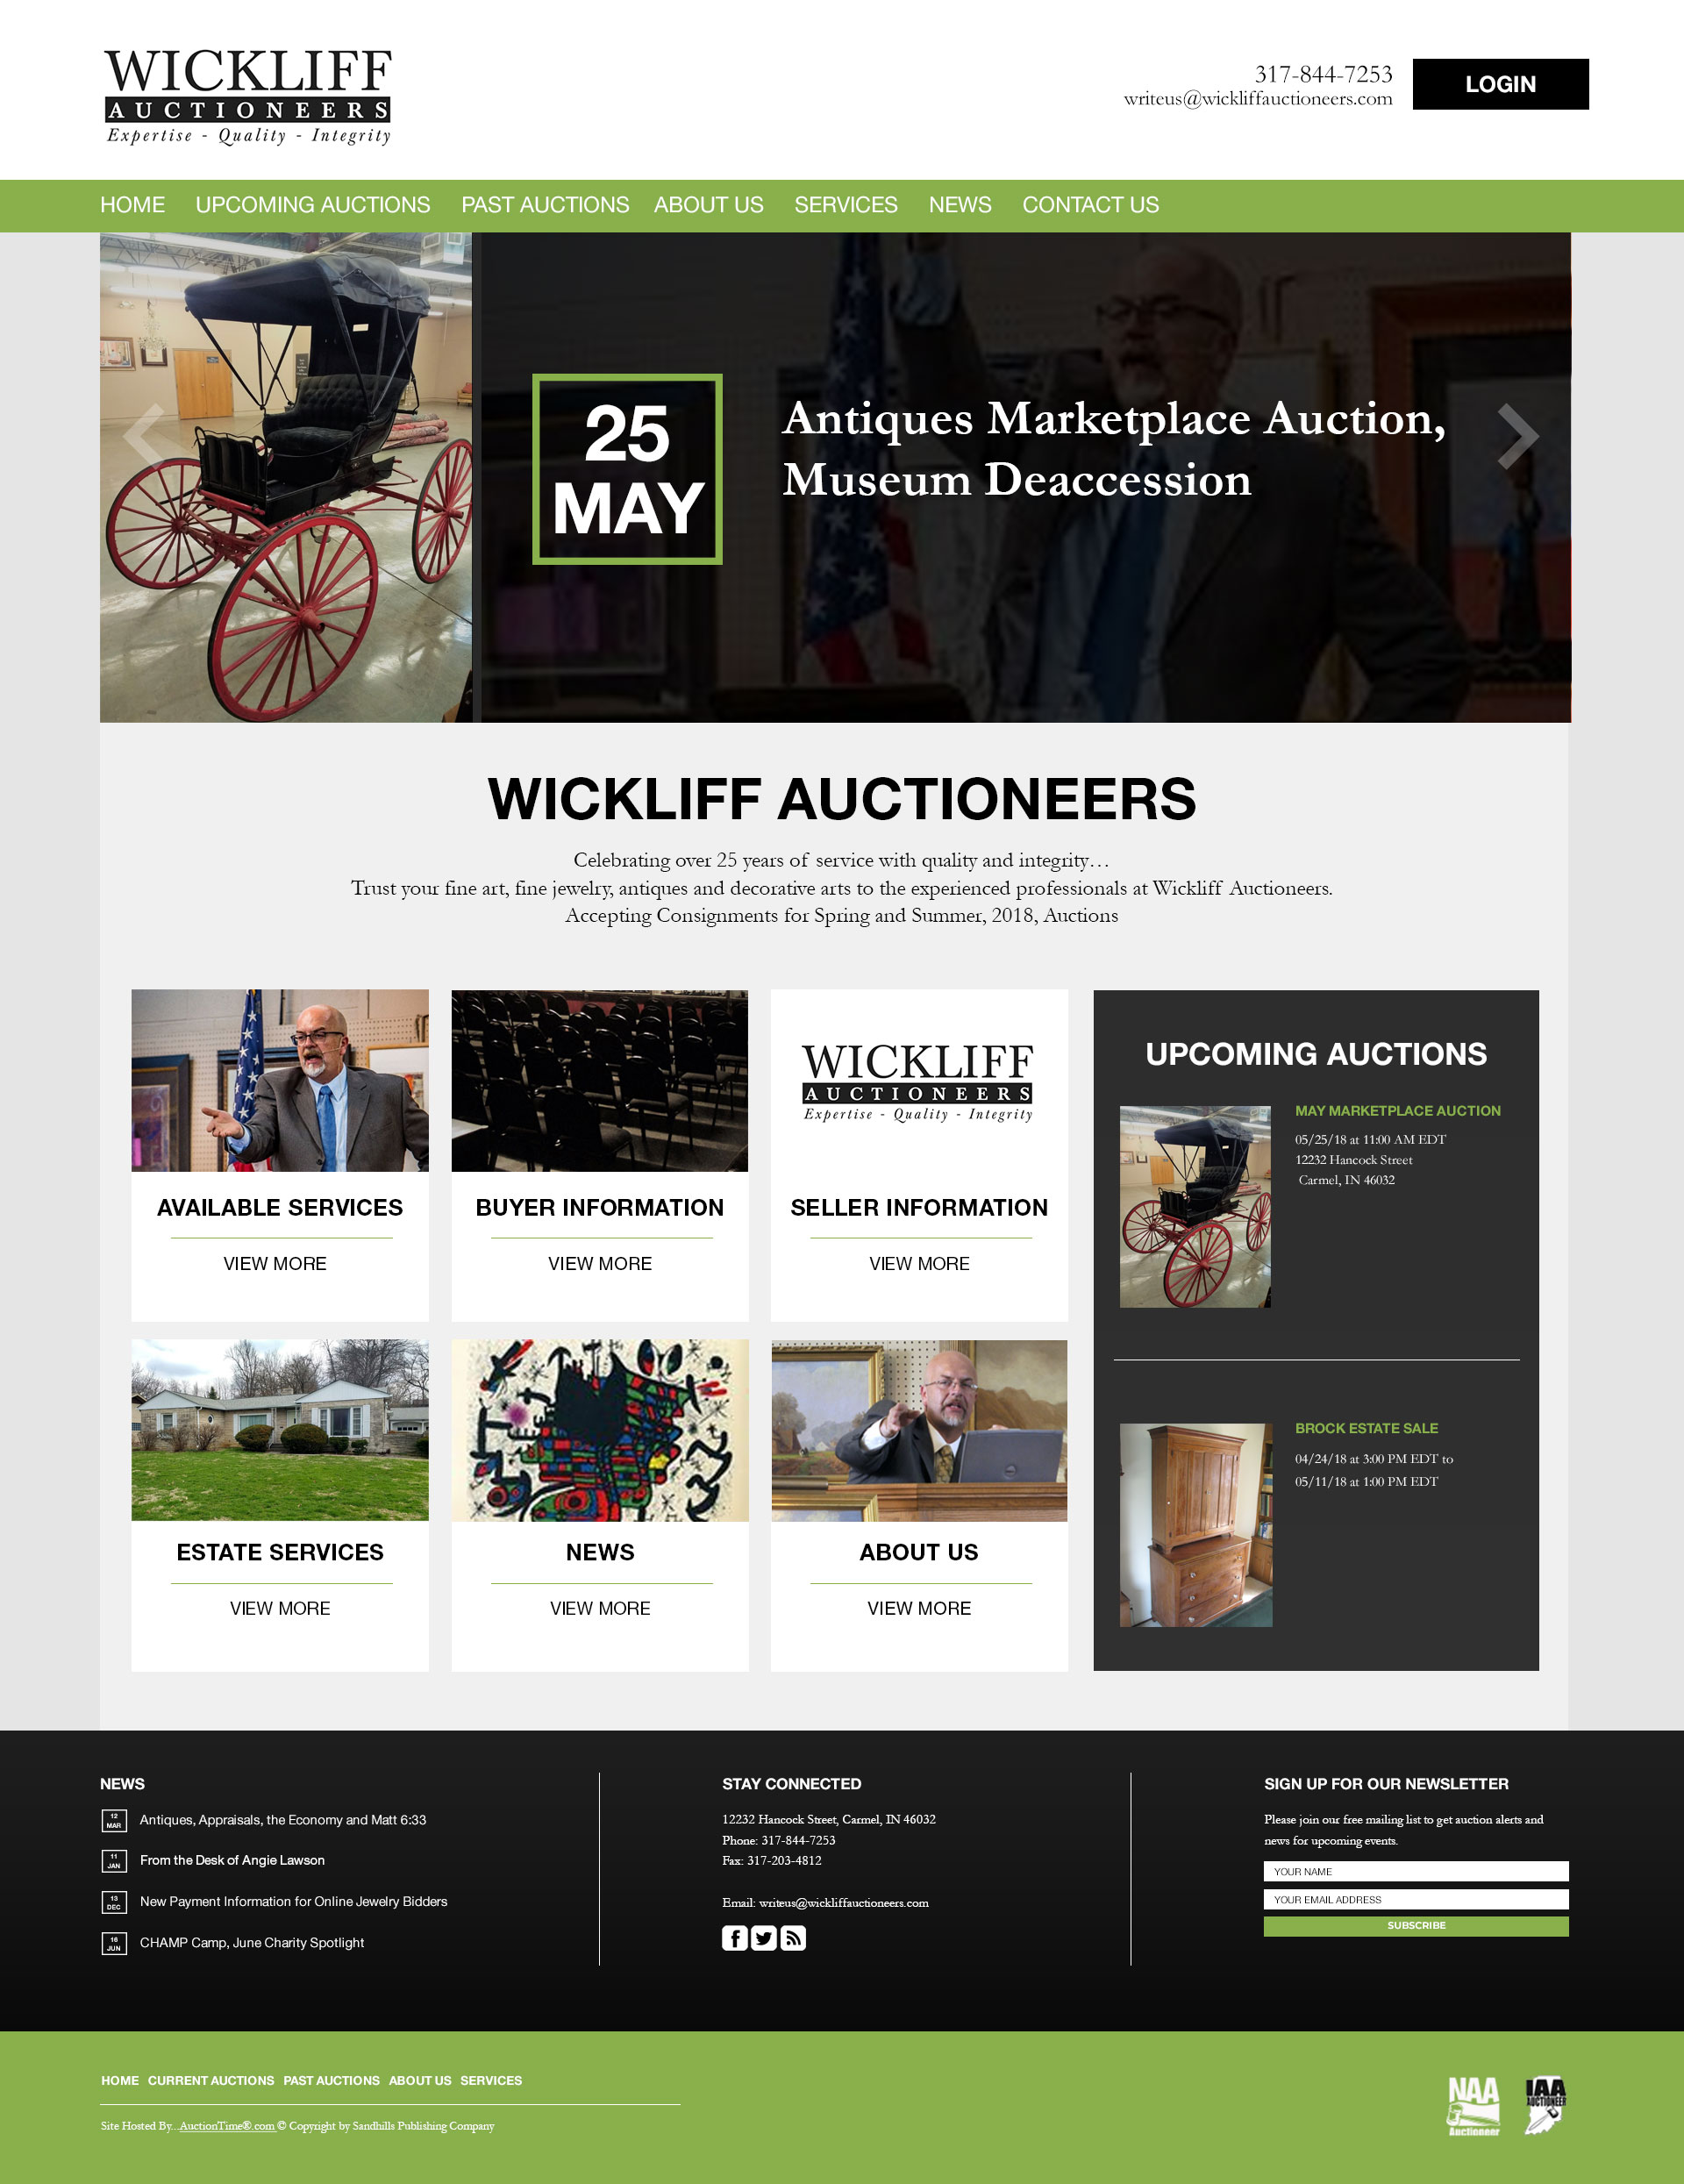 WICKLIFF
AUCTIONEERS
Expertise - Quality - Integrity
317-844-7253
writeus@wickliffauctioneers.com
LOGIN
HOME UPCOMING AUCTIONS PAST AUCTIONS ABOUT US SERVICES NEWS CONTACT US
25
MAY
Antiques Marketplace Auction,
Museum Deaccession
WICKLIFF AUCTIONEERS
Celebrating over 25 years of service with quality and integrity…
Trust your fine art, fine jewelry, antiques and decorative arts to the experienced professionals at Wickliff Auctioneers.
Accepting Consignments for Spring and Summer, 2018, Auctions
AVAILABLE SERVICES
VIEW MORE
BUYER INFORMATION
VIEW MORE
WICKLIFF
AUCTIONEERS
Expertise - Quality - Integrity
SELLER INFORMATION
VIEW MORE
ESTATE SERVICES
VIEW MORE
NEWS
VIEW MORE
ABOUT US
VIEW MORE
UPCOMING AUCTIONS
MAY MARKETPLACE AUCTION
05/25/18 at 11:00 AM EDT
12232 Hancock Street
Carmel, IN 46032
BROCK ESTATE SALE
04/24/18 at 3:00 PM EDT to
05/11/18 at 1:00 PM EDT
NEWS
12
MAR
Antiques, Appraisals, the Economy and Matt 6:33
11
JAN
From the Desk of Angie Lawson
13
DEC
New Payment Information for Online Jewelry Bidders
16
JUN
CHAMP Camp, June Charity Spotlight
STAY CONNECTED
12232 Hancock Street, Carmel, IN 46032
Phone: 317-844-7253
Fax: 317-203-4812
Email: writeus@wickliffauctioneers.com
SIGN UP FOR OUR NEWSLETTER
Please join our free mailing list to get auction alerts and
news for upcoming events.
YOUR NAME
YOUR EMAIL ADDRESS
SUBSCRIBE
HOME CURRENT AUCTIONS PAST AUCTIONS ABOUT US SERVICES
Site Hosted By...AuctionTime®.com © Copyright by Sandhills Publishing Company
NAA
Auctioneer
IAA
AUCTIONEER